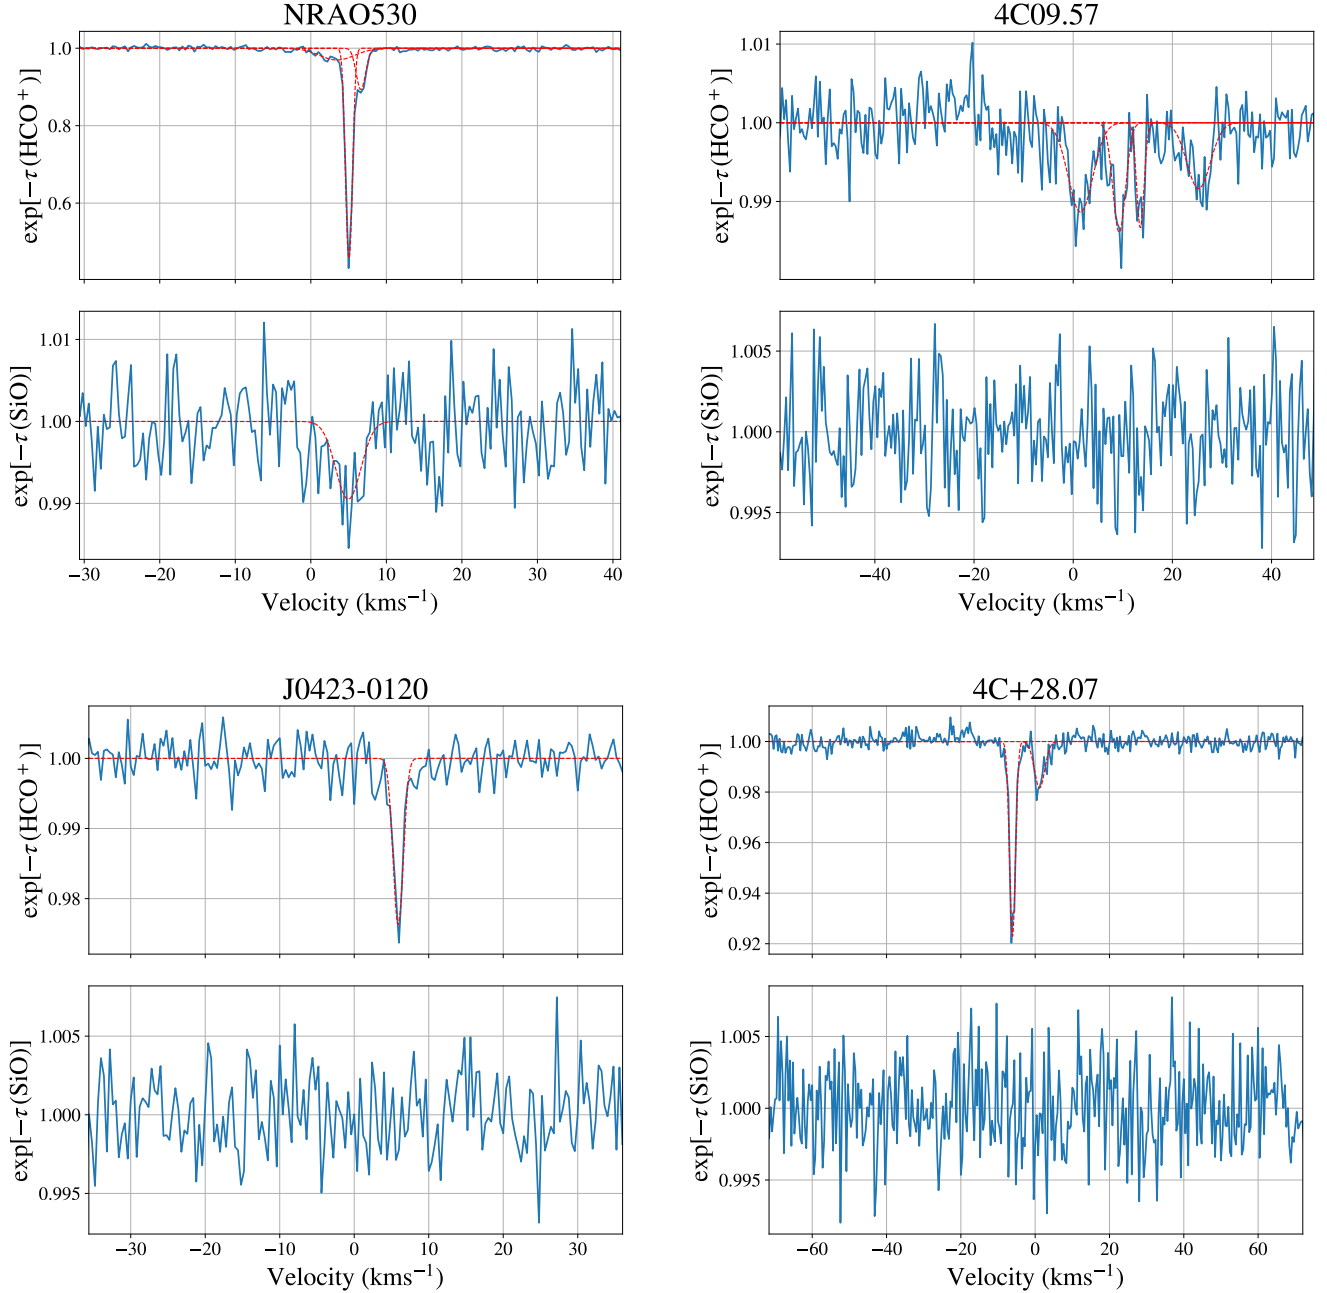 NRAO530
1.0
0.8
0.6
exp[−τ(HCO⁺)]
1.01
1.00
0.99
exp[−τ(SiO)]
−30 −20 −10 0 10 20 30 40
Velocity (kms⁻¹)
4C09.57
1.01
1.00
0.99
exp[−τ(HCO⁺)]
1.005
1.000
0.995
exp[−τ(SiO)]
−40 −20 0 20 40
Velocity (kms⁻¹)
J0423-0120
1.00
0.99
0.98
exp[−τ(HCO⁺)]
1.005
1.000
0.995
exp[−τ(SiO)]
−30 −20 −10 0 10 20 30
Velocity (kms⁻¹)
4C+28.07
1.00
0.98
0.96
0.94
0.92
exp[−τ(HCO⁺)]
1.005
1.000
0.995
exp[−τ(SiO)]
−60 −40 −20 0 20 40 60
Velocity (kms⁻¹)